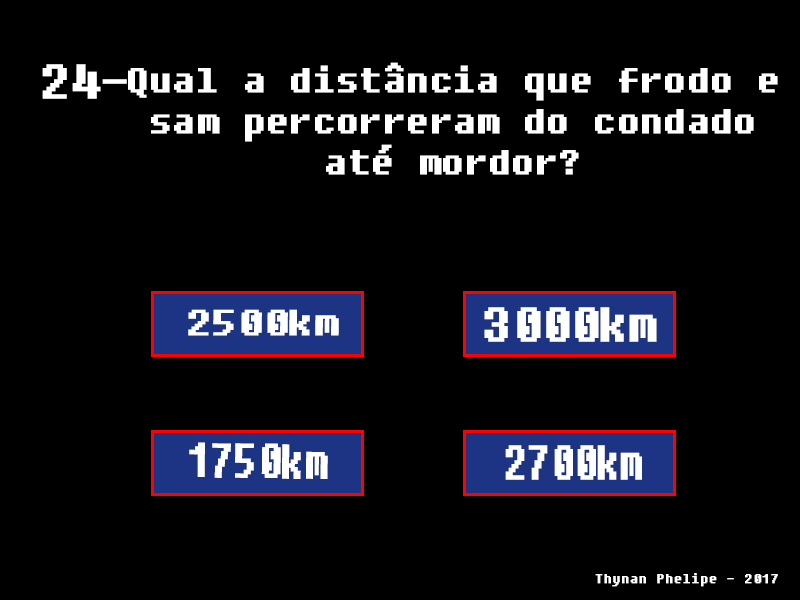 24-Qual a distância que frodo e
sam percorreram do condado
até mordor?
2500km
3000km
1750km
2700km
Thynan Phelipe - 2017